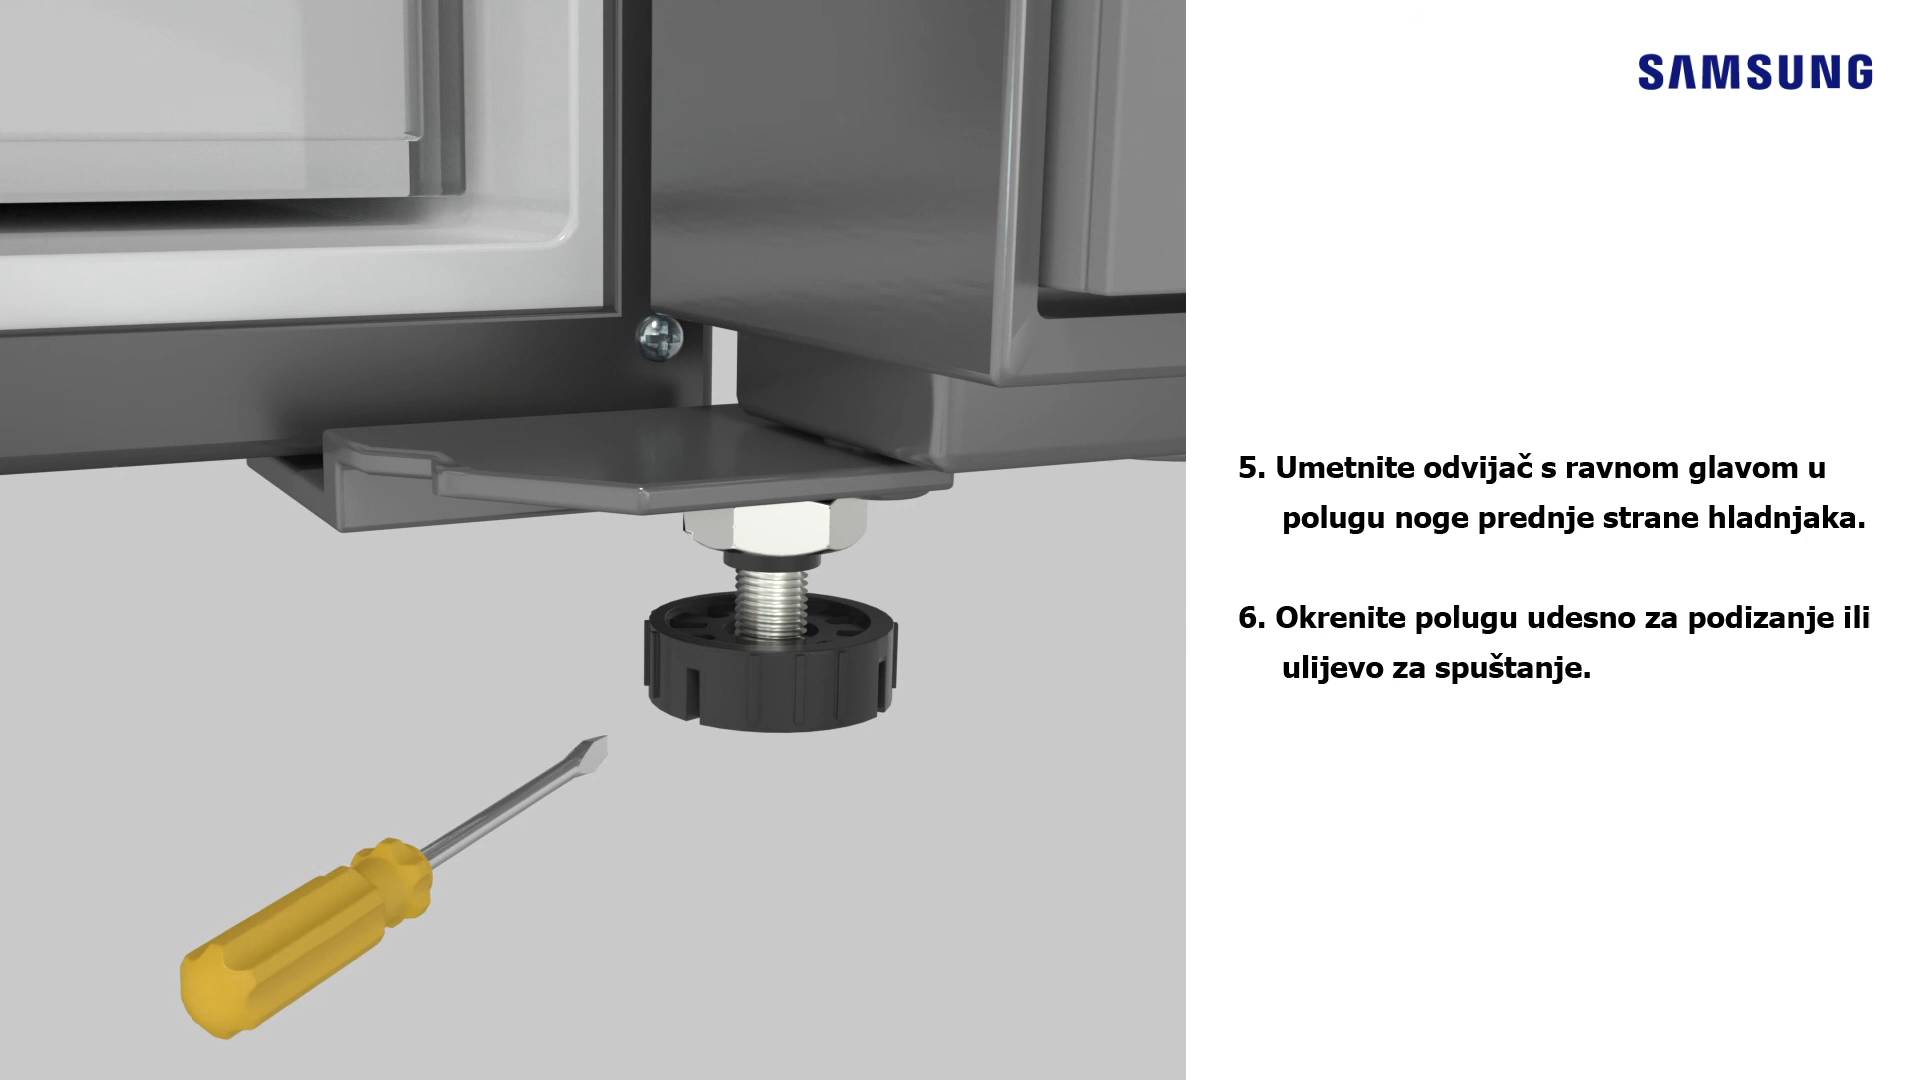 SAMSUNG
5. Umetnite odvijač s ravnom glavom u
polugu noge prednje strane hladnjaka.
6. Okrenite polugu udesno za podizanje ili
ulijevo za spuštanje.